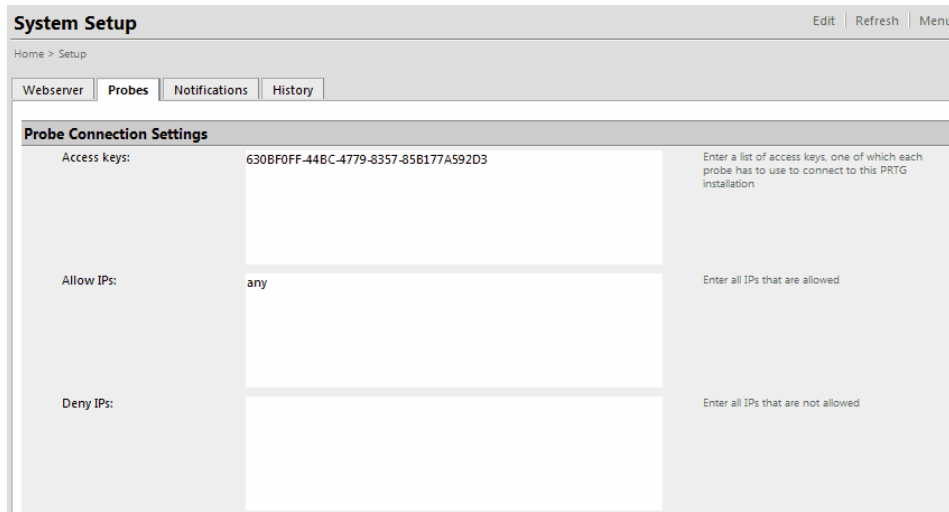 System Setup
Edit Refresh Menu
Home > Setup
Webserver Probes Notifications History
Probe Connection Settings
Access keys:
630BF0FF-44BC-4779-8357-85B177A592D3
Enter a list of access keys, one of which each
probe has to use to connect to this PRTG
installation
Allow IPs:
any
Enter all IPs that are allowed
Deny IPs:
Enter all IPs that are not allowed